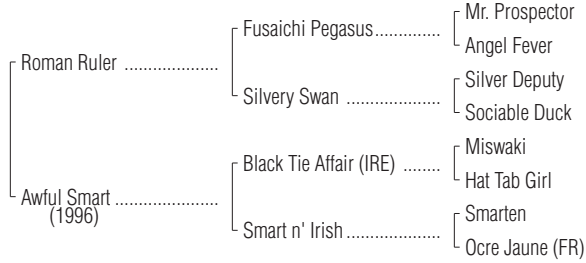 Mr. Prospector
Fusaichi Pegasus..............
Angel Fever
Roman Ruler ....................
Silver Deputy
Silvery Swan ....................
Sociable Duck
Miswaki
Black Tie Affair (IRE) ........
Hat Tab Girl
Awful Smart ......................
(1996)
Smarten
Smart n' Irish ....................
Ocre Jaune (FR)